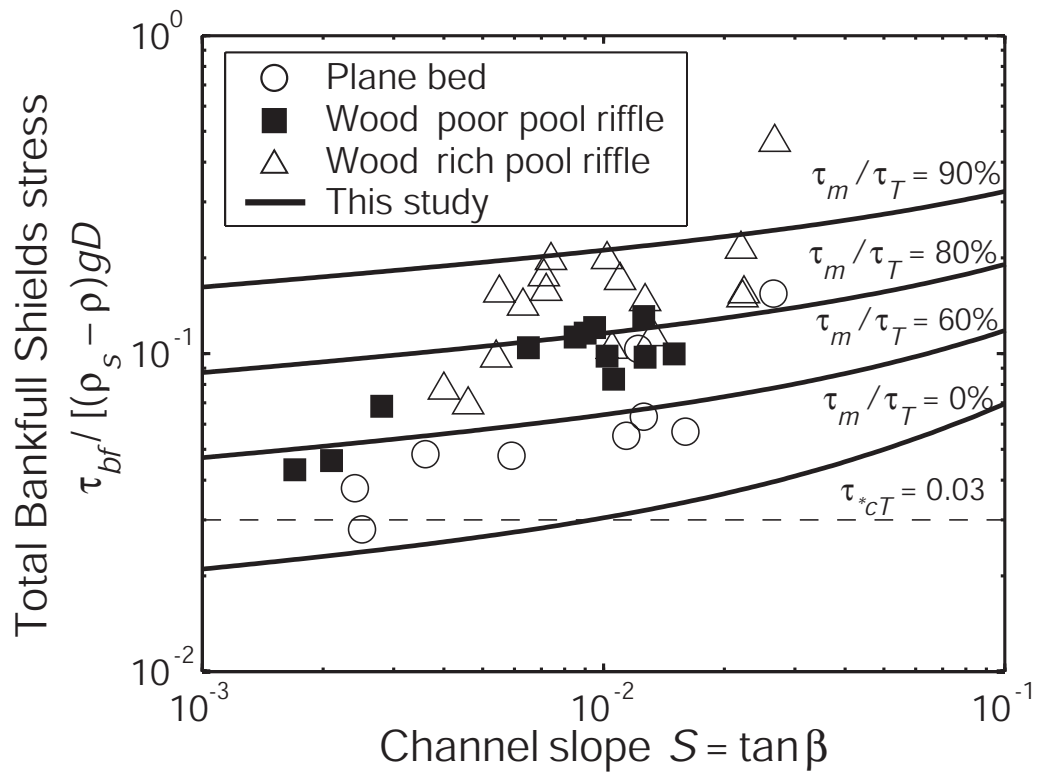 Total Bankfull Shields stress
τ_bf / [(ρ_s − ρ)gD
10^0
10^-1
10^-2
Plane bed
Wood poor pool riffle
Wood rich pool riffle
This study
τ_m /τ_T = 90%
τ_m /τ_T = 80%
τ_m /τ_T = 60%
τ_m /τ_T = 0%
τ_*cT = 0.03
10^-3
10^-2
10^-1
Channel slope S = tan β